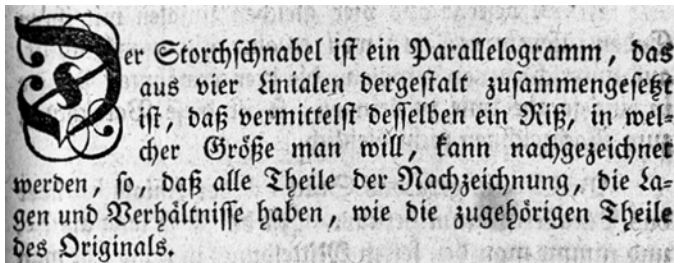 Der Storchschnabel ist ein Parallelogramm, das
aus vier Linialen dergestalt zusammengesetzt
ist, daß vermittelst desselben ein Riß, in wel=
cher Größe man will, kann nachgezeichnet
werden, so, daß alle Theile der Nachzeichnung, die La=
gen und Verhältnisse haben, wie die zugehörigen Theile
des Originals.